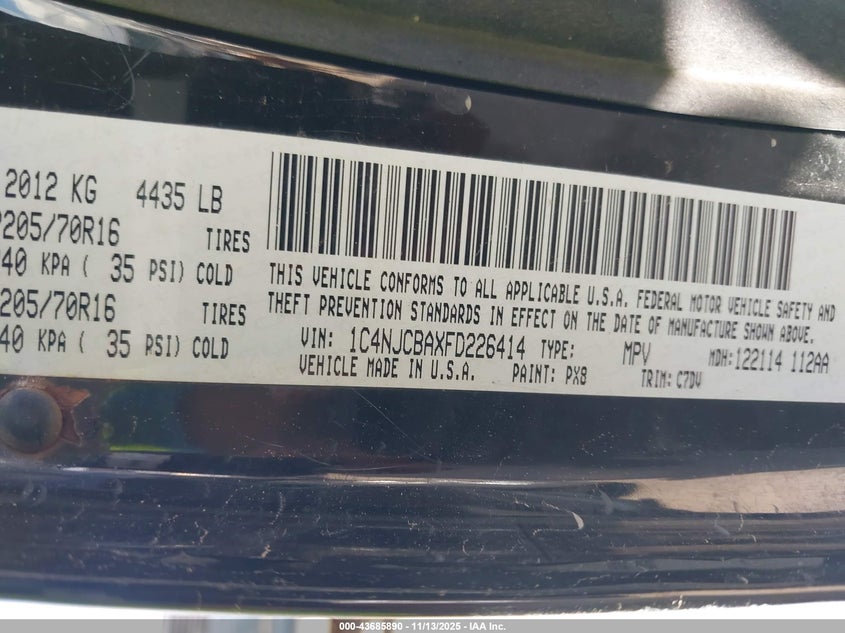 2012 KG 4435 LB
P205/70R16 TIRES
40 KPA ( 35 PSI) COLD
205/70R16 TIRES
40 KPA ( 35 PSI) COLD
THIS VEHICLE CONFORMS TO ALL APPLICABLE U.S.A. FEDERAL MOTOR VEHICLE SAFETY AND
THEFT PREVENTION STANDARDS IN EFFECT ON THE DATE OF MANUFACTURE SHOWN ABOVE.
VIN: 1C4NJCBAXFD226414 TYPE: MPV MDH:122114 112AA
VEHICLE MADE IN U.S.A. PAINT: PX8 TRIM: C7DV
000-43685890 - 11/13/2025 - IAA Inc.